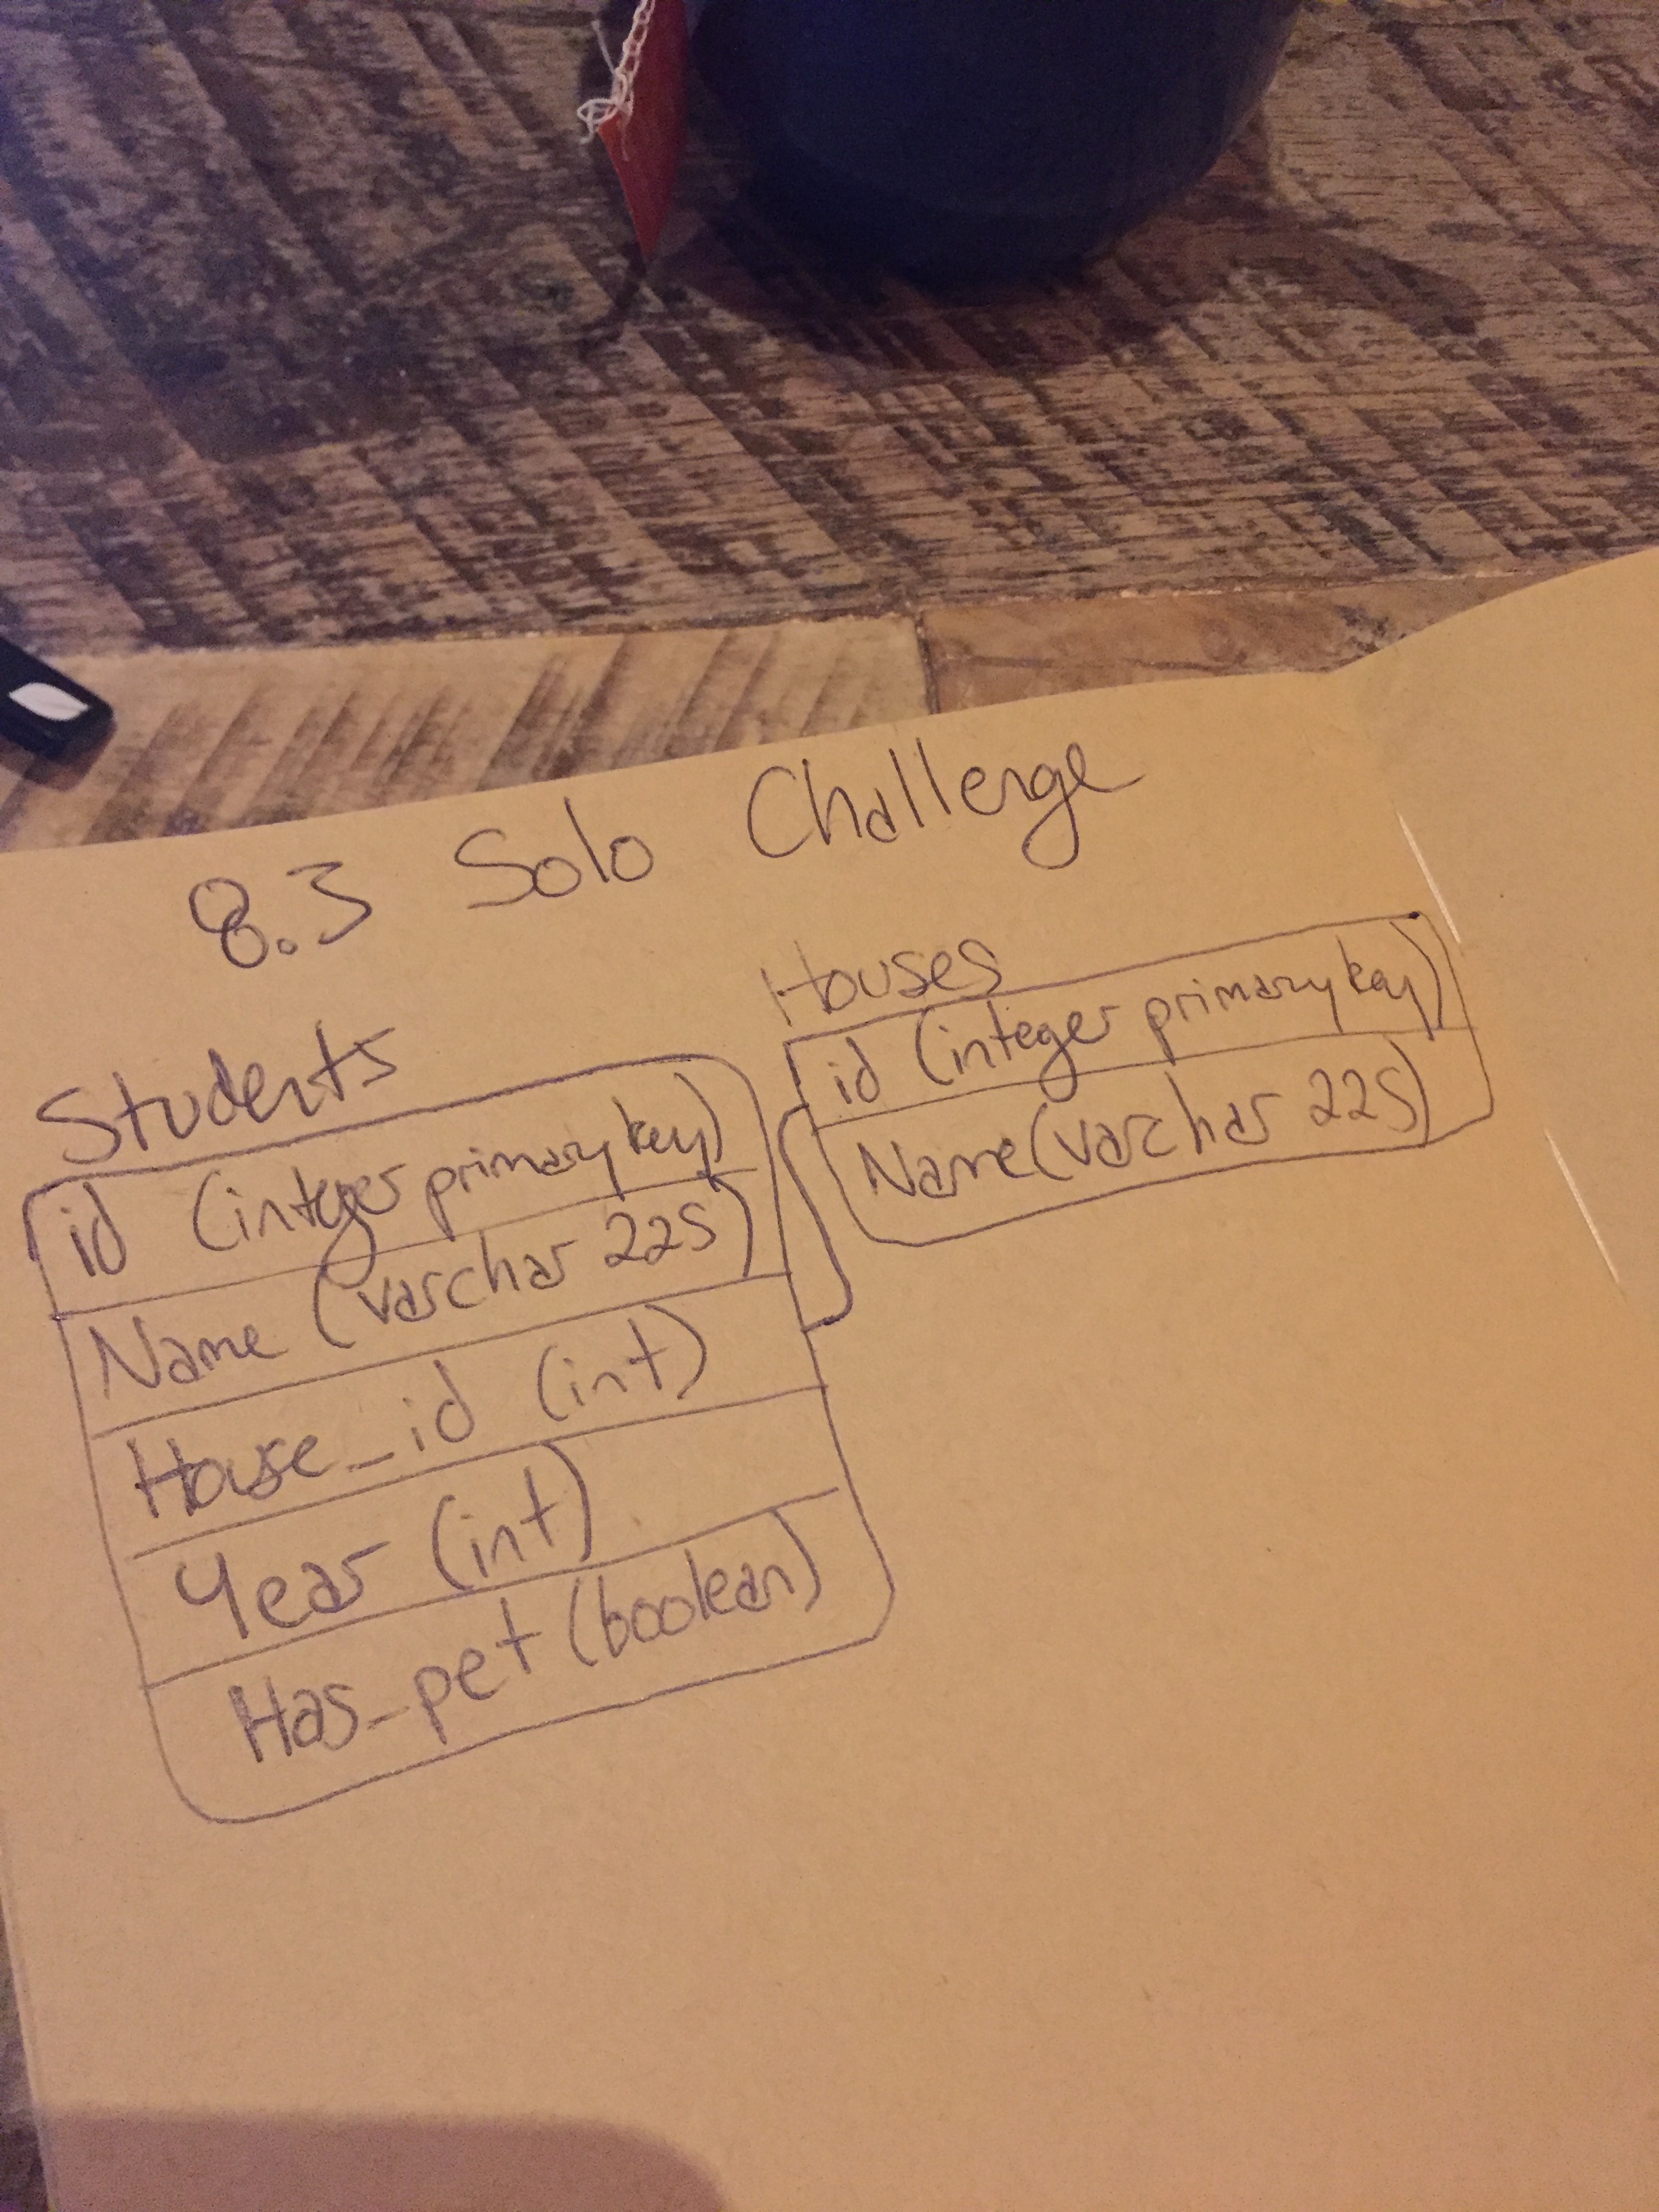 8.3 Solo Challenge
Students
id (integer primary key)
Name (varchar 225)
House_id (int)
Year (int)
Has_pet (boolean)
Houses
id (integer primary key)
Name (varchar 225)